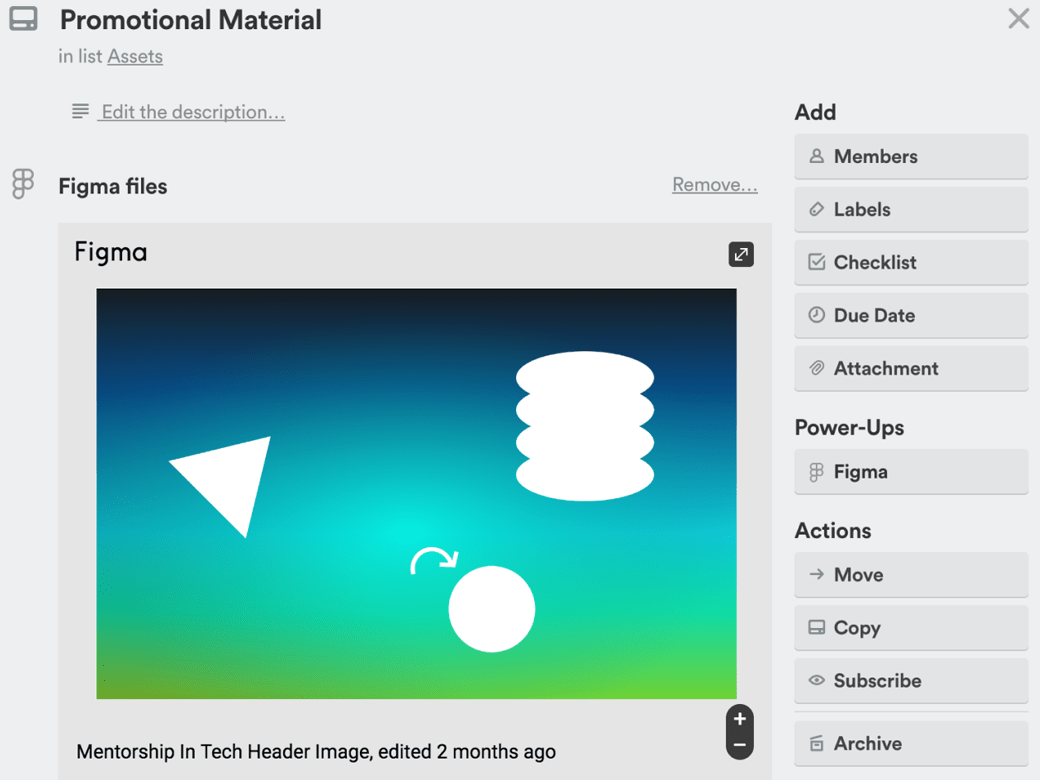 Promotional Material
in list Assets
Edit the description...
Figma files
Remove...
Figma
Mentorship In Tech Header Image, edited 2 months ago
Add
Members
Labels
Checklist
Due Date
Attachment
Power-Ups
Figma
Actions
Move
Copy
Subscribe
Archive